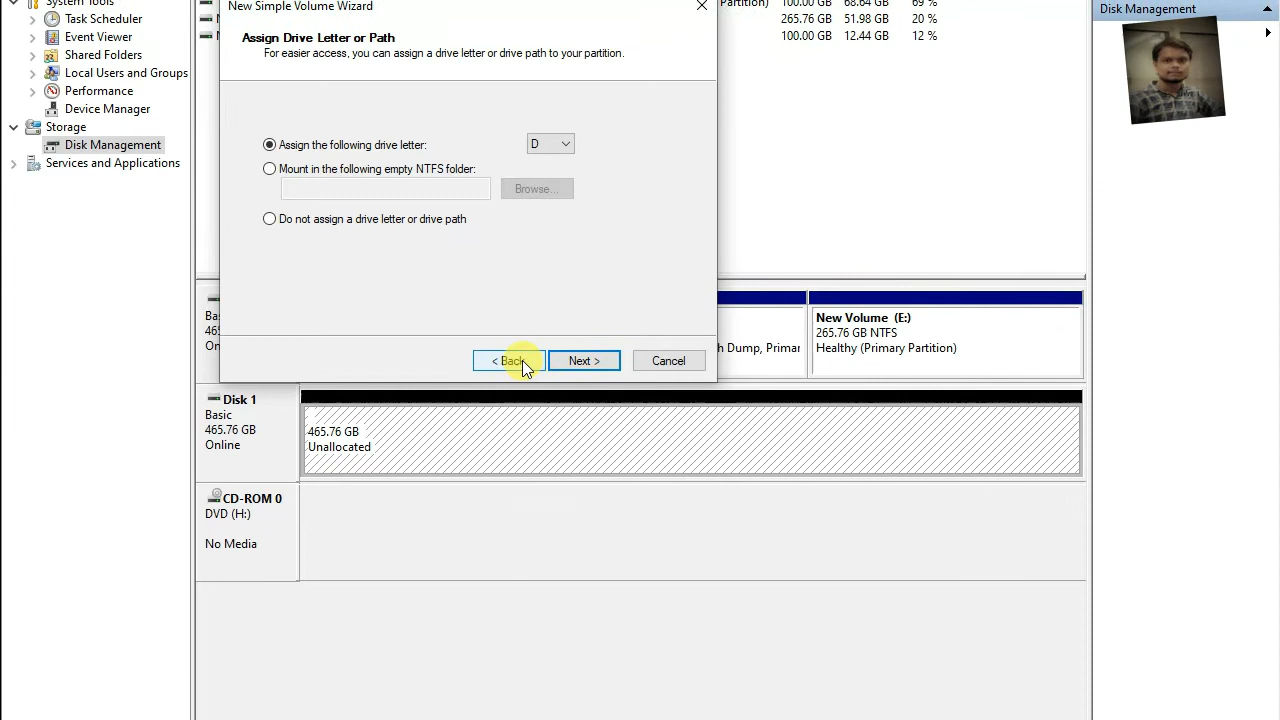 System Tools
Task Scheduler
Event Viewer
Shared Folders
Local Users and Groups
Performance
Device Manager
Storage
Disk Management
Services and Applications
New Simple Volume Wizard
Assign Drive Letter or Path
For easier access, you can assign a drive letter or drive path to your partition.
Assign the following drive letter:
D
Mount in the following empty NTFS folder:
Browse...
Do not assign a drive letter or drive path
< Back
Next >
Cancel
Partition) 100.00 GB 68.64 GB 69 %
265.76 GB 51.98 GB 20 %
100.00 GB 12.44 GB 12 %
Disk Management
Bas
465
On
h Dump, Primar
New Volume (E:)
265.76 GB NTFS
Healthy (Primary Partition)
Disk 1
Basic
465.76 GB
Online
465.76 GB
Unallocated
CD-ROM 0
DVD (H:)
No Media